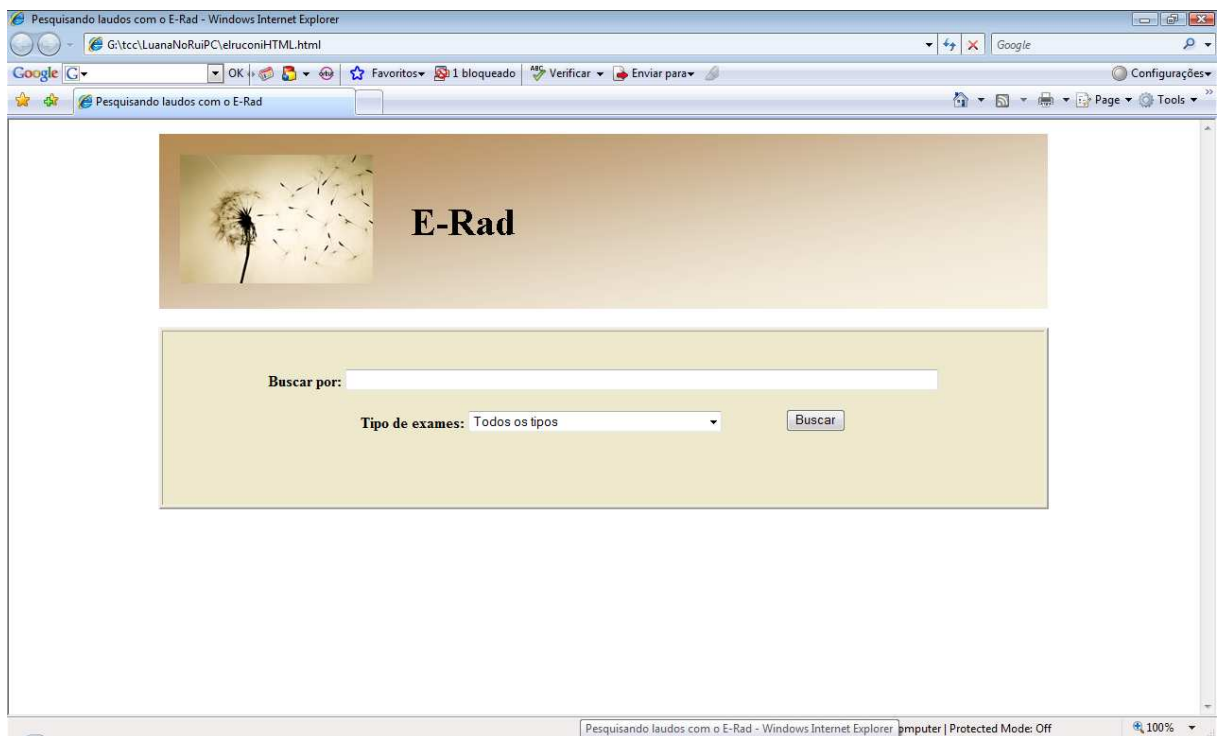 Pesquisando laudos com o E-Rad - Windows Internet Explorer
G:\tcc\LuanaNoRuiPC\elruconiHTML.html
Google
Google G OK Favoritos 1 bloqueado Verificar Enviar para Configurações
Pesquisando laudos com o E-Rad Page Tools
E-Rad
Buscar por:
Tipo de exames: Todos os tipos Buscar
Pesquisando laudos com o E-Rad - Windows Internet Explorer omputer | Protected Mode: Off 100%